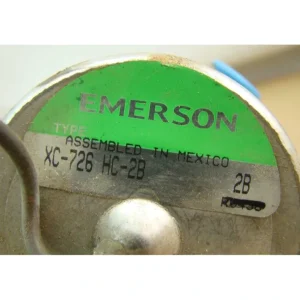 EMERSON
TYPE
ASSEMBLED IN MEXICO
XC-726 HC-2B
2B